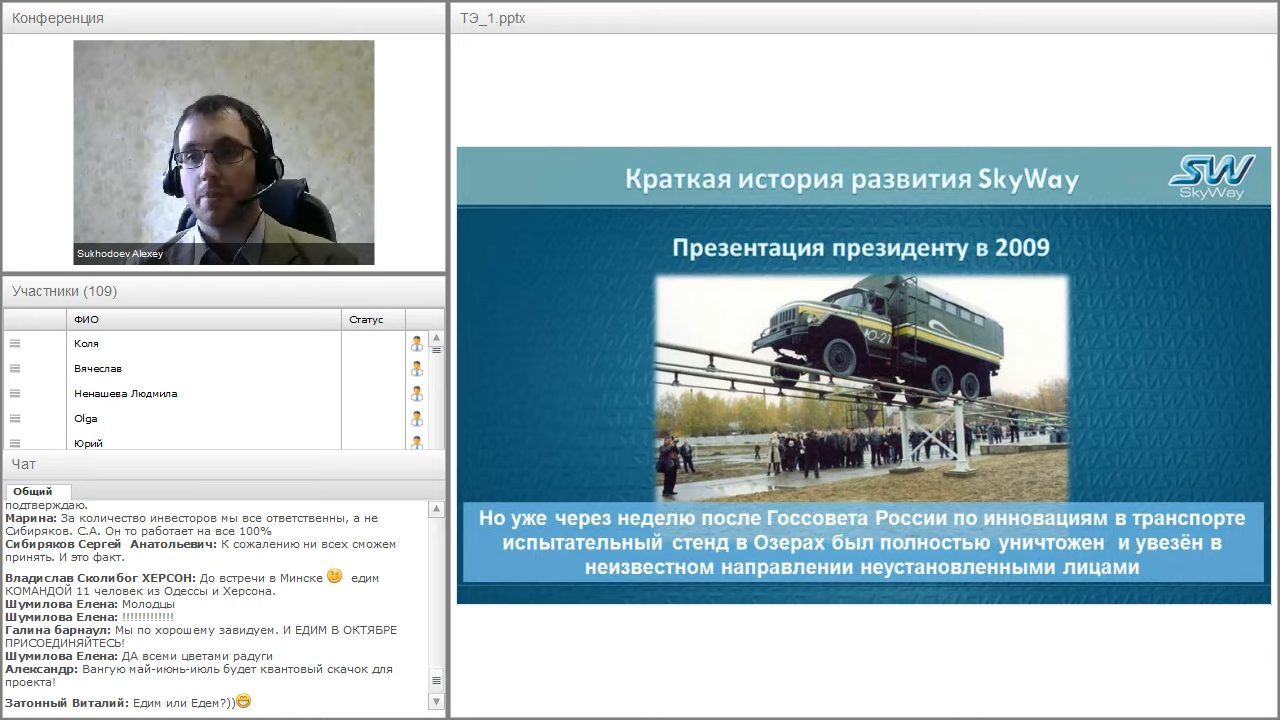 Конференция
Sukhodoev Alexey
Участники (109)
ФИО
Статус
Коля
Вячеслав
Ненашева Людмила
Olga
Юрий
Чат
Общий
подтверждаю.
Марина: За количество инвесторов мы все ответственны, а не
Сибиряков. С.А. Он то работает на все 100%
Сибиряков Сергей Анатольевич: К сожалению ни всех сможем
принять. И это факт.
Владислав Сколибог ХЕРСОН: До встречи в Минске едим
КОМАНДОЙ 11 человек из Одессы и Херсона.
Шумилова Елена: Молодцы
Шумилова Елена: !!!!!!!!!!!!!
Галина барнаул: Мы по хорошему завидуем. И ЕДИМ В ОКТЯБРЕ
ПРИСОЕДИНЯЙТЕСЬ!
Шумилова Елена: ДА всеми цветами радуги
Александр: Вангую май-июнь-июль будет квантовый скачок для
проекта!
Затонный Виталий: Едим или Едем?))
ТЭ_1.pptx
Краткая история развития SkyWay
SW
SkyWay
Презентация президенту в 2009
Ю-21
Но уже через неделю после Госсовета России по инновациям в транспорте
испытательный стенд в Озерах был полностью уничтожен и увезён в
неизвестном направлении неустановленными лицами